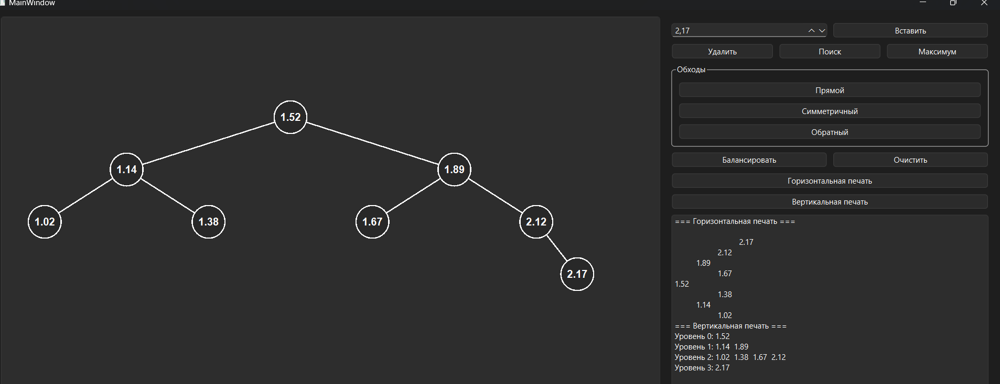 MainWindow
1.52
1.14
1.89
1.02
1.38
1.67
2.12
2.17
2,17
Вставить
Удалить
Поиск
Максимум
Обходы
Прямой
Симметричный
Обратный
Балансировать
Очистить
Горизонтальная печать
Вертикальная печать
=== Горизонтальная печать ===
2.17
2.12
1.89
1.67
1.52
1.38
1.14
1.02
=== Вертикальная печать ===
Уровень 0: 1.52
Уровень 1: 1.14 1.89
Уровень 2: 1.02 1.38 1.67 2.12
Уровень 3: 2.17